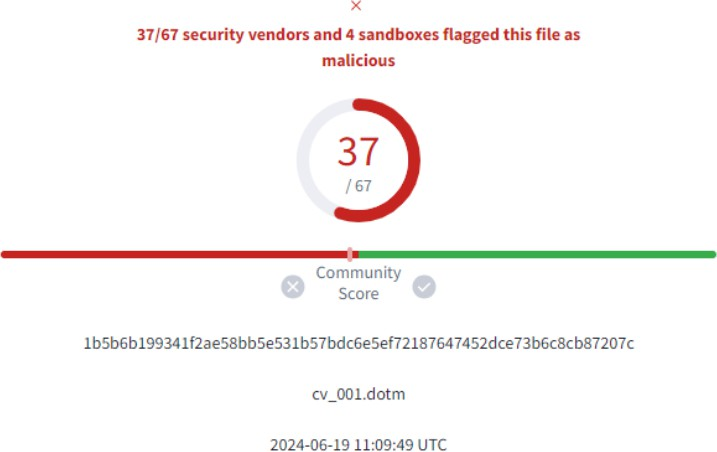 37/67 security vendors and 4 sandboxes flagged this file as
malicious
37
/ 67
Community
Score
1b5b6b199341f2ae58bb5e531b57bdc6e5ef72187647452dce73b6c8cb87207c
cv_001.dotm
2024-06-19 11:09:49 UTC